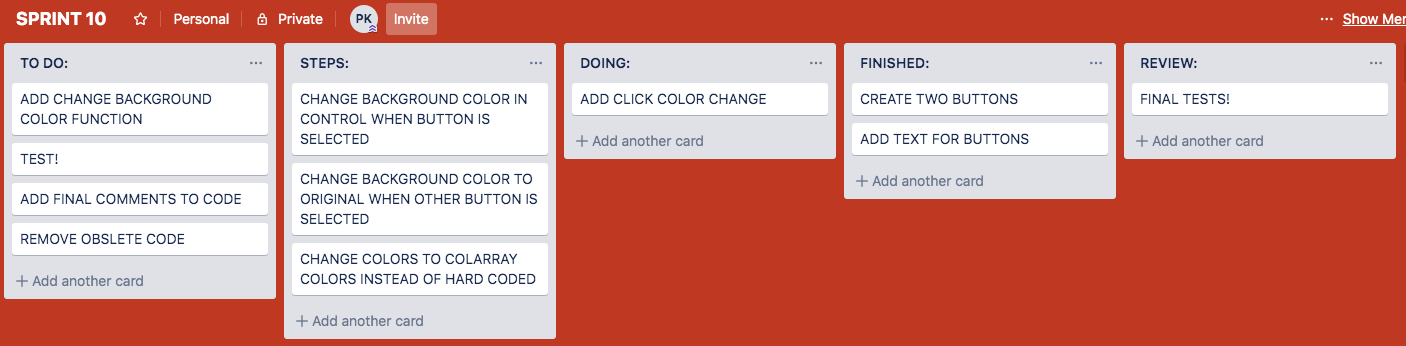 SPRINT 10
Personal
Private
PK
Invite
... Show Mer
TO DO:
ADD CHANGE BACKGROUND
COLOR FUNCTION
TEST!
ADD FINAL COMMENTS TO CODE
REMOVE OBSLETE CODE
+ Add another card
STEPS:
CHANGE BACKGROUND COLOR IN
CONTROL WHEN BUTTON IS
SELECTED
CHANGE BACKGROUND COLOR TO
ORIGINAL WHEN OTHER BUTTON IS
SELECTED
CHANGE COLORS TO COLARRAY
COLORS INSTEAD OF HARD CODED
+ Add another card
DOING:
ADD CLICK COLOR CHANGE
+ Add another card
FINISHED:
CREATE TWO BUTTONS
ADD TEXT FOR BUTTONS
+ Add another card
REVIEW:
FINAL TESTS!
+ Add another card